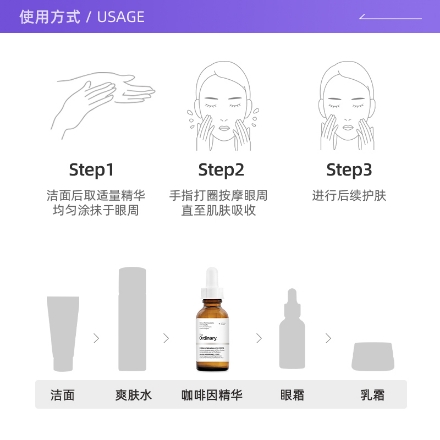 使用方式 / USAGE
Step1
Step2
Step3
洁面后取适量精华
均匀涂抹于眼周
手指打圈按摩眼周
直至肌肤吸收
进行后续护肤
Ordinary.
洁面
爽肤水
咖啡因精华
眼霜
乳霜